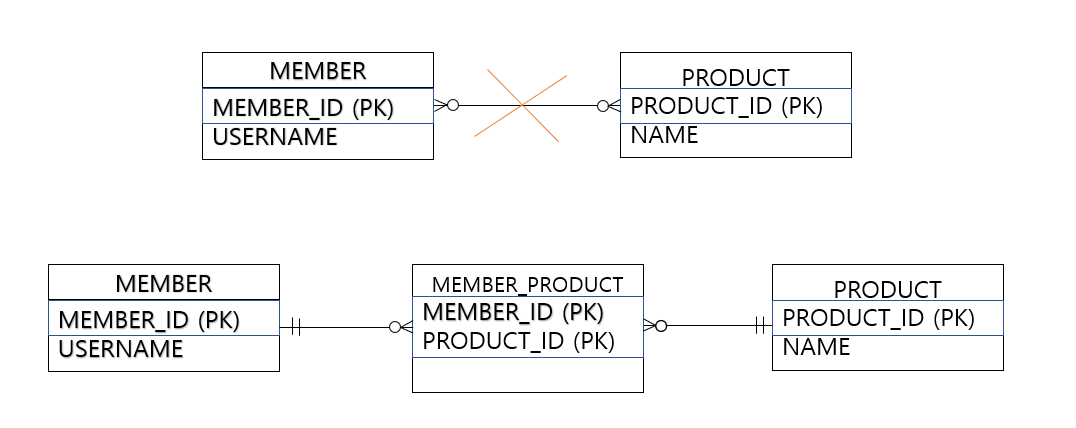 MEMBER
MEMBER_ID (PK)
USERNAME
PRODUCT
PRODUCT_ID (PK)
NAME
MEMBER
MEMBER_ID (PK)
USERNAME
MEMBER_PRODUCT
MEMBER_ID (PK)
PRODUCT_ID (PK)
PRODUCT
PRODUCT_ID (PK)
NAME